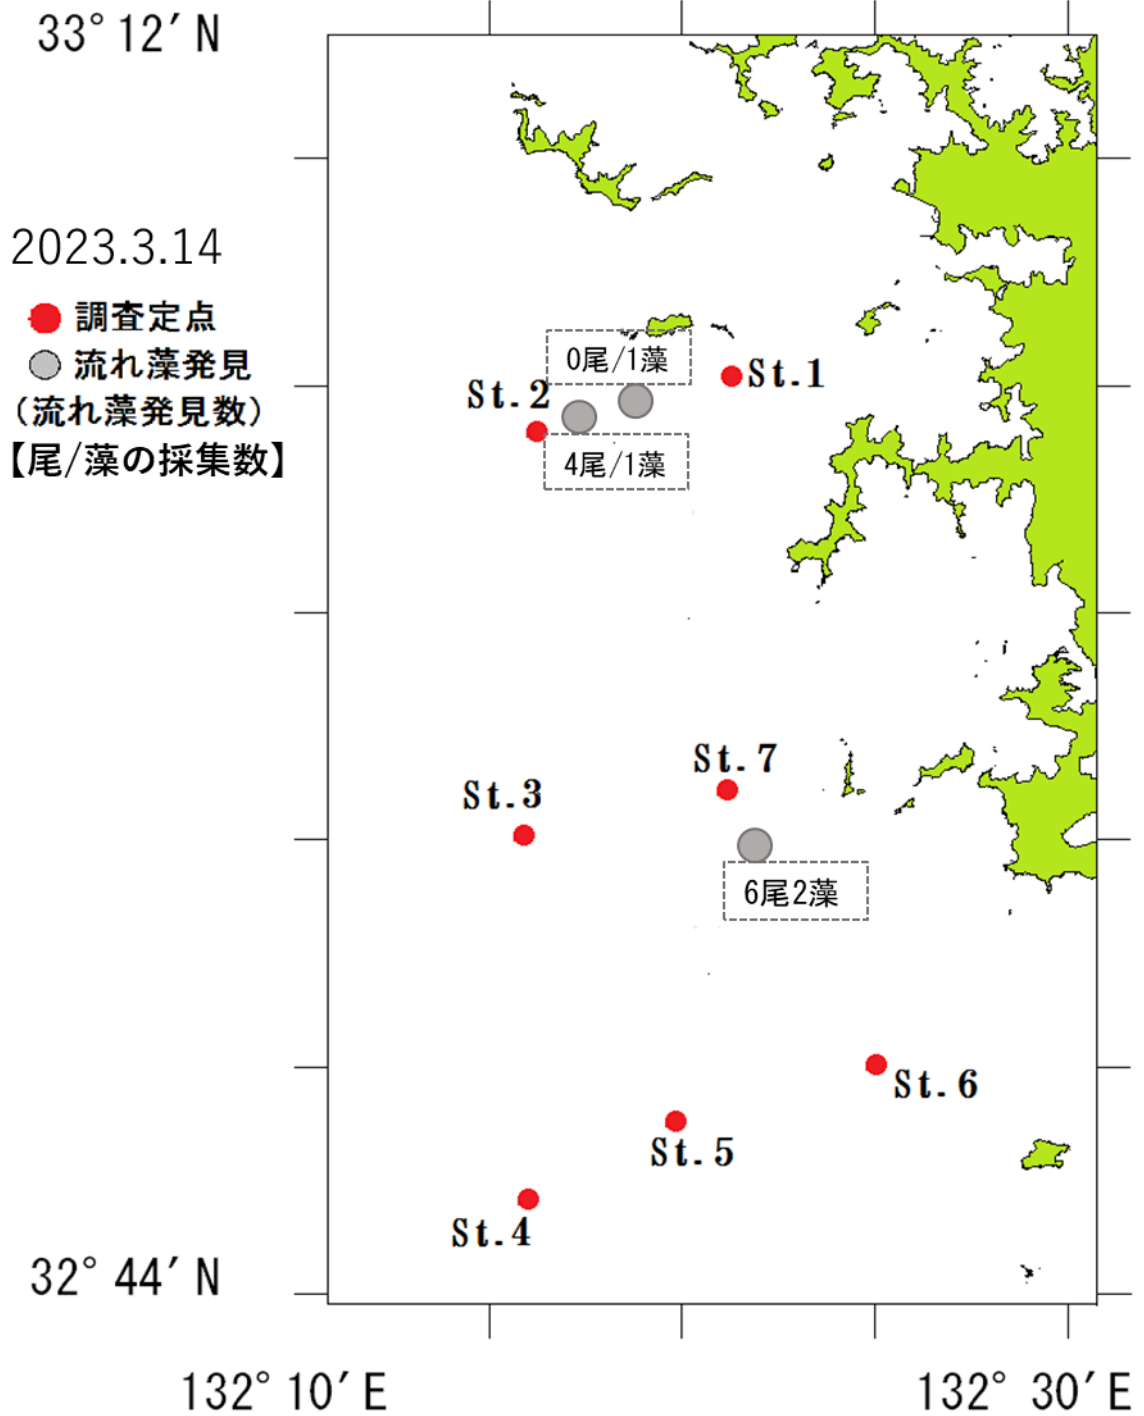 33°12′N
2023.3.14
調査定点
流れ藻発見
（流れ藻発見数）
【尾/藻の採集数】
0尾/1藻
St.1
St.2
4尾/1藻
St.7
St.3
6尾2藻
St.6
St.5
St.4
32°44′N
132°10′E
132°30′E